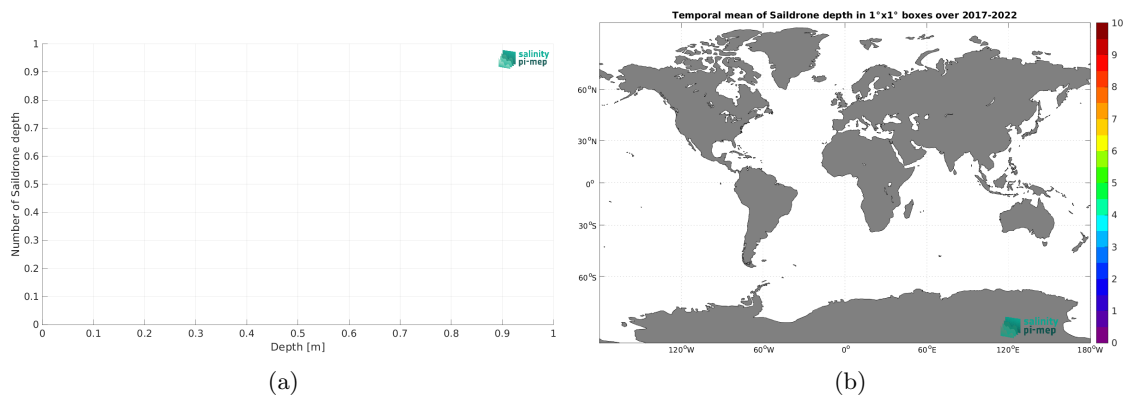 1
0.9
0.8
0.7
0.6
0.5
0.4
0.3
0.2
0.1
0
Number of Saildrone depth
0 0.1 0.2 0.3 0.4 0.5 0.6 0.7 0.8 0.9 1
Depth [m]
salinity
pi-mep
(a)
Temporal mean of Saildrone depth in 1°x1° boxes over 2017-2022
60°N
30°N
0°
30°S
60°S
120°W 60°W 0° 60°E 120°E 180°W
salinity
pi-mep
10
9
8
7
6
5
4
3
2
1
0
(b)